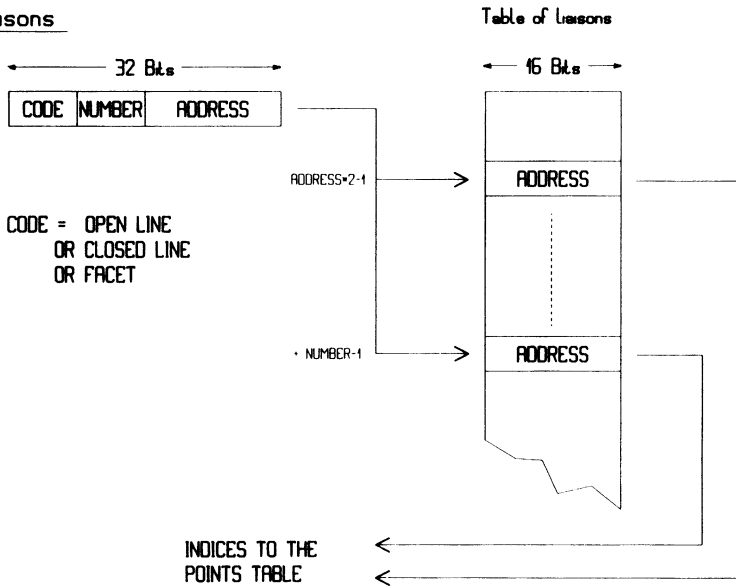 Table of liaisons
32 Bits
16 Bits
CODE NUMBER ADDRESS
ADDRESS*2-1
ADDRESS
CODE = OPEN LINE
OR CLOSED LINE
OR FACET
+ NUMBER-1
ADDRESS
INDICES TO THE
POINTS TABLE